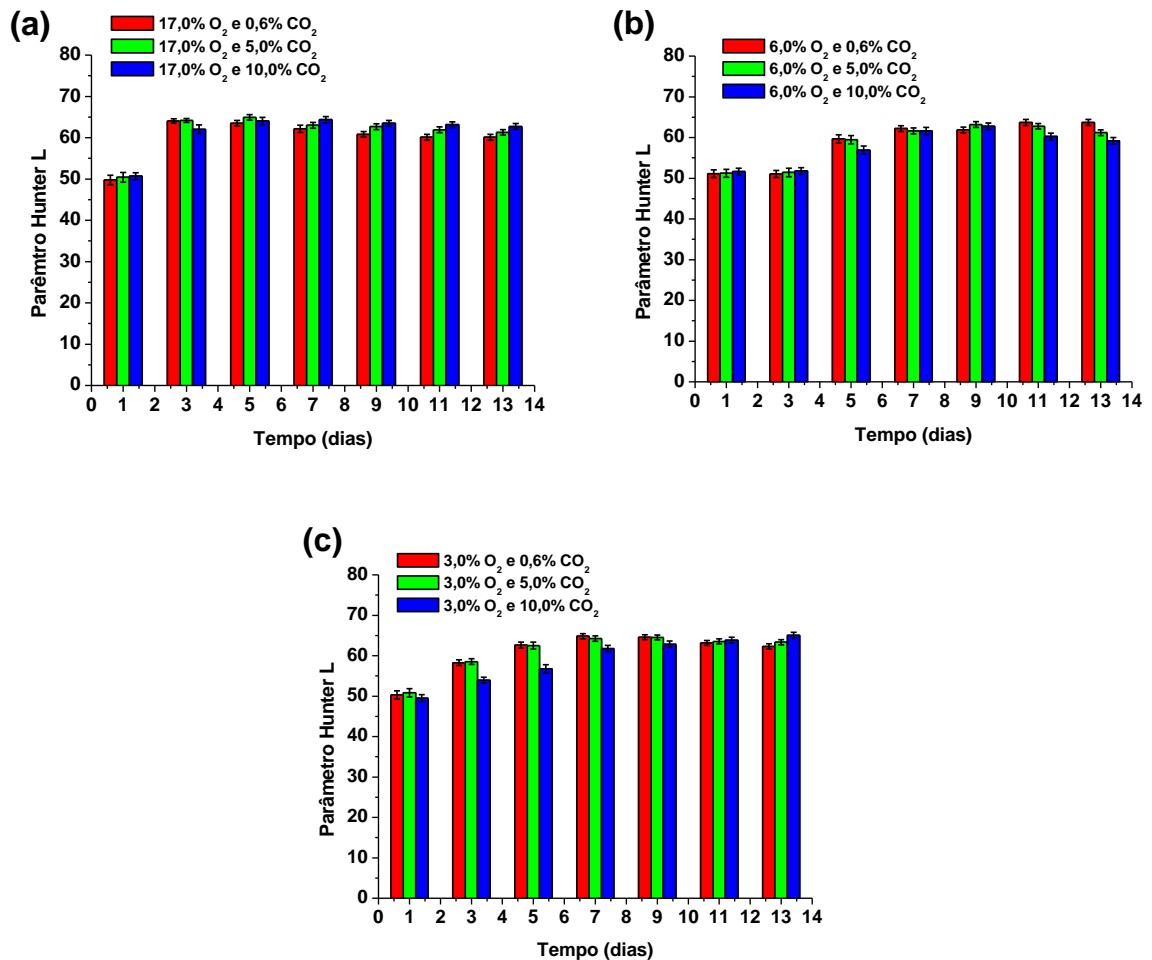 (a)
17,0% O2 e 0,6% CO2
17,0% O2 e 5,0% CO2
17,0% O2 e 10,0% CO2
80
70
60
50
40
30
20
10
0
Parêmtro Hunter L
0 1 2 3 4 5 6 7 8 9 10 11 12 13 14
Tempo (dias)
(b)
6,0% O2 e 0,6% CO2
6,0% O2 e 5,0% CO2
6,0% O2 e 10,0% CO2
80
70
60
50
40
30
20
10
0
Parâmetro Hunter L
0 1 2 3 4 5 6 7 8 9 10 11 12 13 14
Tempo (dias)
(c)
3,0% O2 e 0,6% CO2
3,0% O2 e 5,0% CO2
3,0% O2 e 10,0% CO2
80
70
60
50
40
30
20
10
0
Parâmetro Hunter L
0 1 2 3 4 5 6 7 8 9 10 11 12 13 14
Tempo (dias)